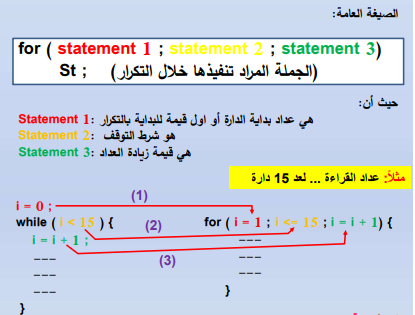 الصيغة العامة:
for ( statement 1 ; statement 2 ; statement 3)
St ; (الجملة المراد تنفيذها خلال التكرار)
حيث أن:
Statement 1: هي عداد بداية الدارة أو اول قيمة للبداية بالتكرار
Statement 2: هو شرط التوقف
Statement 3: هي قيمة زيادة العداد
مثلاً: عداد القراءة ... لعد 15 دارة
i = 0 ; (1)
while ( i < 15 ) { (2) for ( i = 1 ; i <= 15 ; i = i + 1) {
i = i + 1 ; ---
--- (3) ---
--- ---
--- }
}